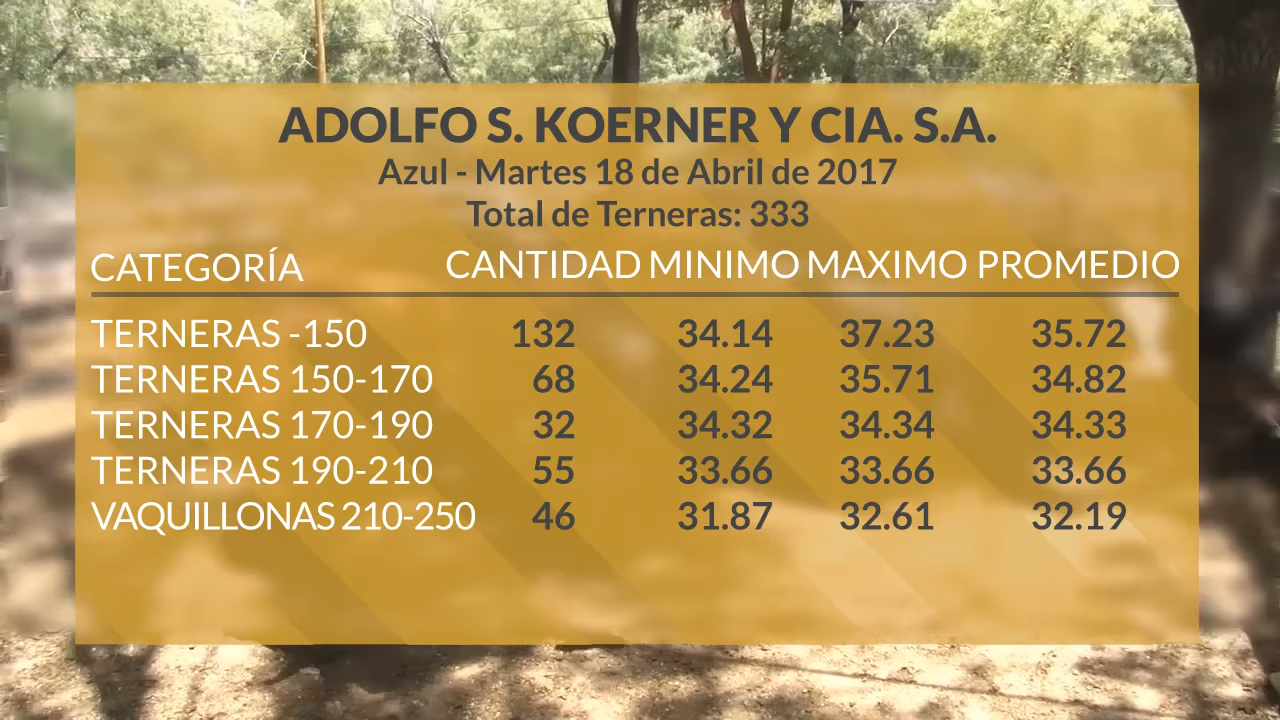 ADOLFO S. KOERNER Y CIA. S.A.
Azul - Martes 18 de Abril de 2017
Total de Terneras: 333
CATEGORÍA CANTIDAD MINIMO MAXIMO PROMEDIO
TERNERAS -150 132 34.14 37.23 35.72
TERNERAS 150-170 68 34.24 35.71 34.82
TERNERAS 170-190 32 34.32 34.34 34.33
TERNERAS 190-210 55 33.66 33.66 33.66
VAQUILLONAS 210-250 46 31.87 32.61 32.19